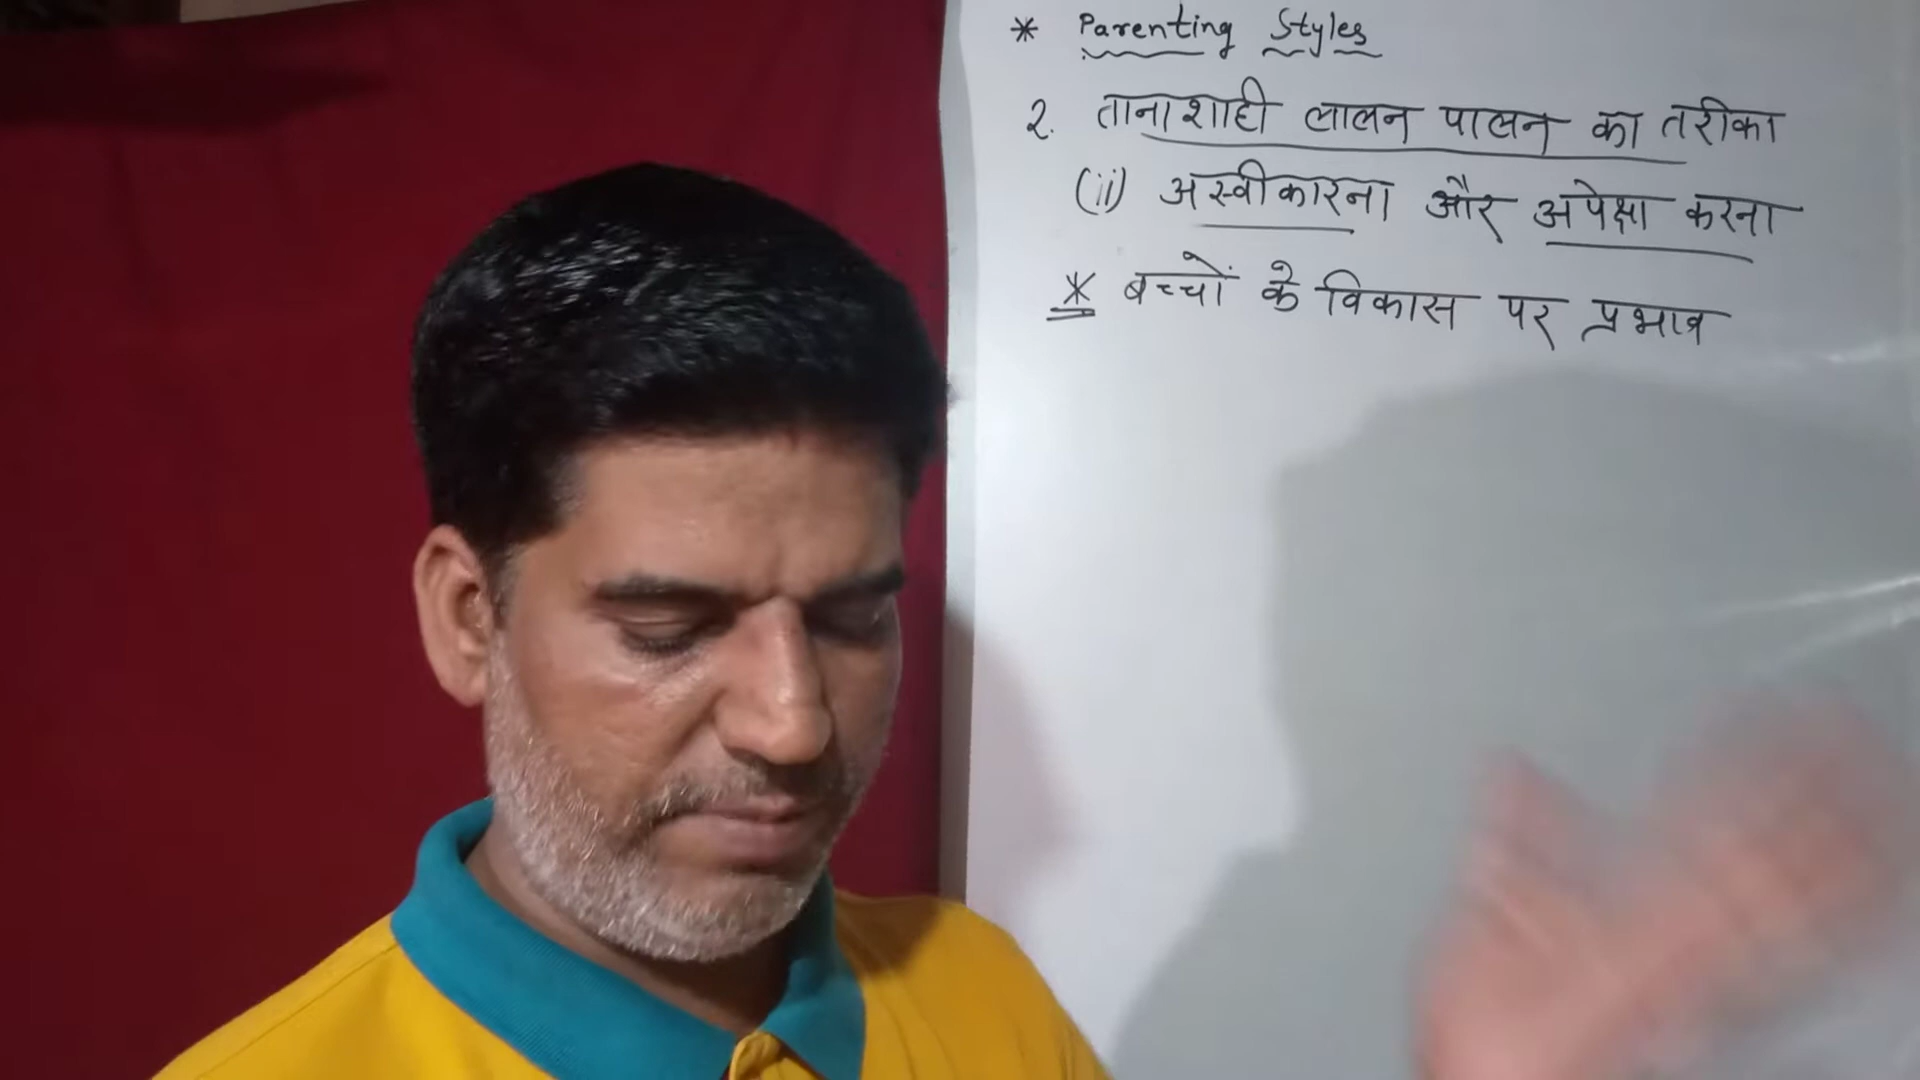 * Parenting Styles
2. तानाशाही लालन पालन का तरीका
(ii) अस्वीकारना और अपेक्षा करना
* बच्चों के विकास पर प्रभाव